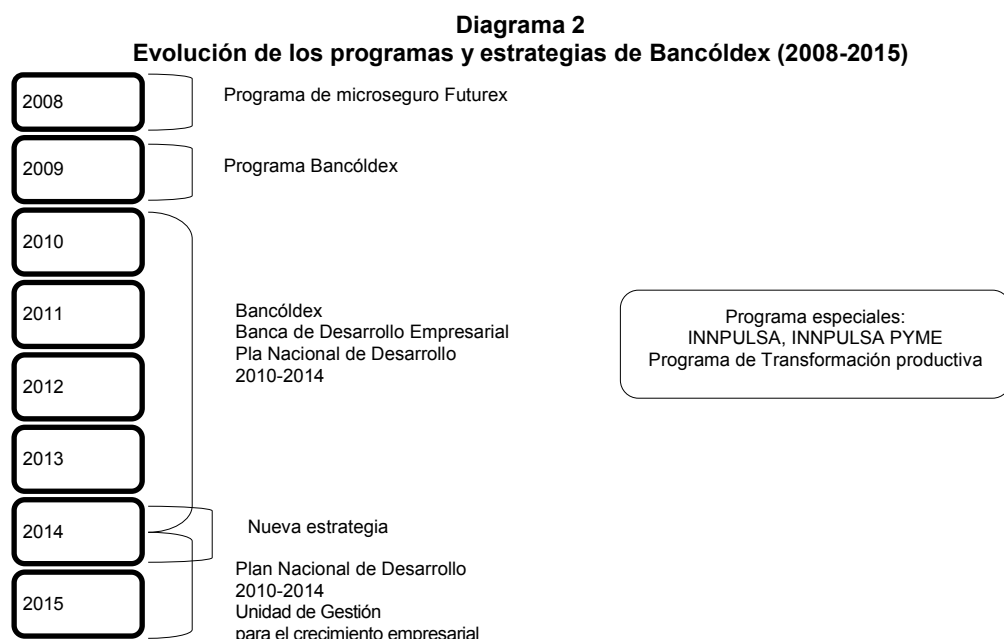 Diagrama 2
Evolución de los programas y estrategias de Bancóldex (2008-2015)
2008
Programa de microseguro Futurex
2009
Programa Bancóldex
2010
2011
2012
2013
Bancóldex
Banca de Desarrollo Empresarial
Pla Nacional de Desarrollo
2010-2014
Programa especiales:
INNPULSA, INNPULSA PYME
Programa de Transformación productiva
2014
Nueva estrategia
2015
Plan Nacional de Desarrollo
2010-2014
Unidad de Gestión
para el crecimiento empresarial